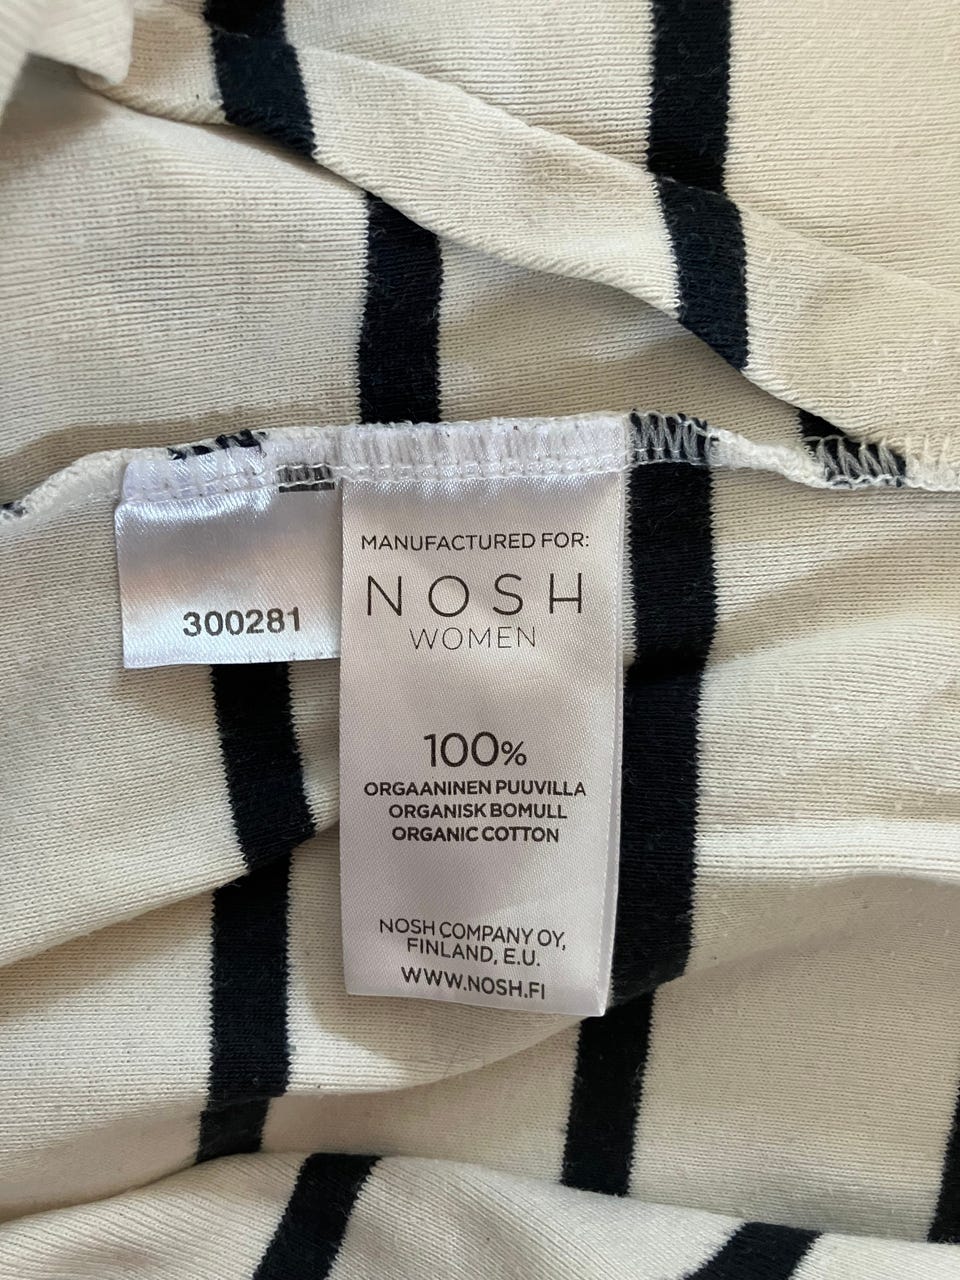 300281
MANUFACTURED FOR:
NOSH
WOMEN
100%
ORGAANINEN PUUVILLA
ORGANISK BOMULL
ORGANIC COTTON
NOSH COMPANY OY,
FINLAND, E.U.
WWW.NOSH.FI